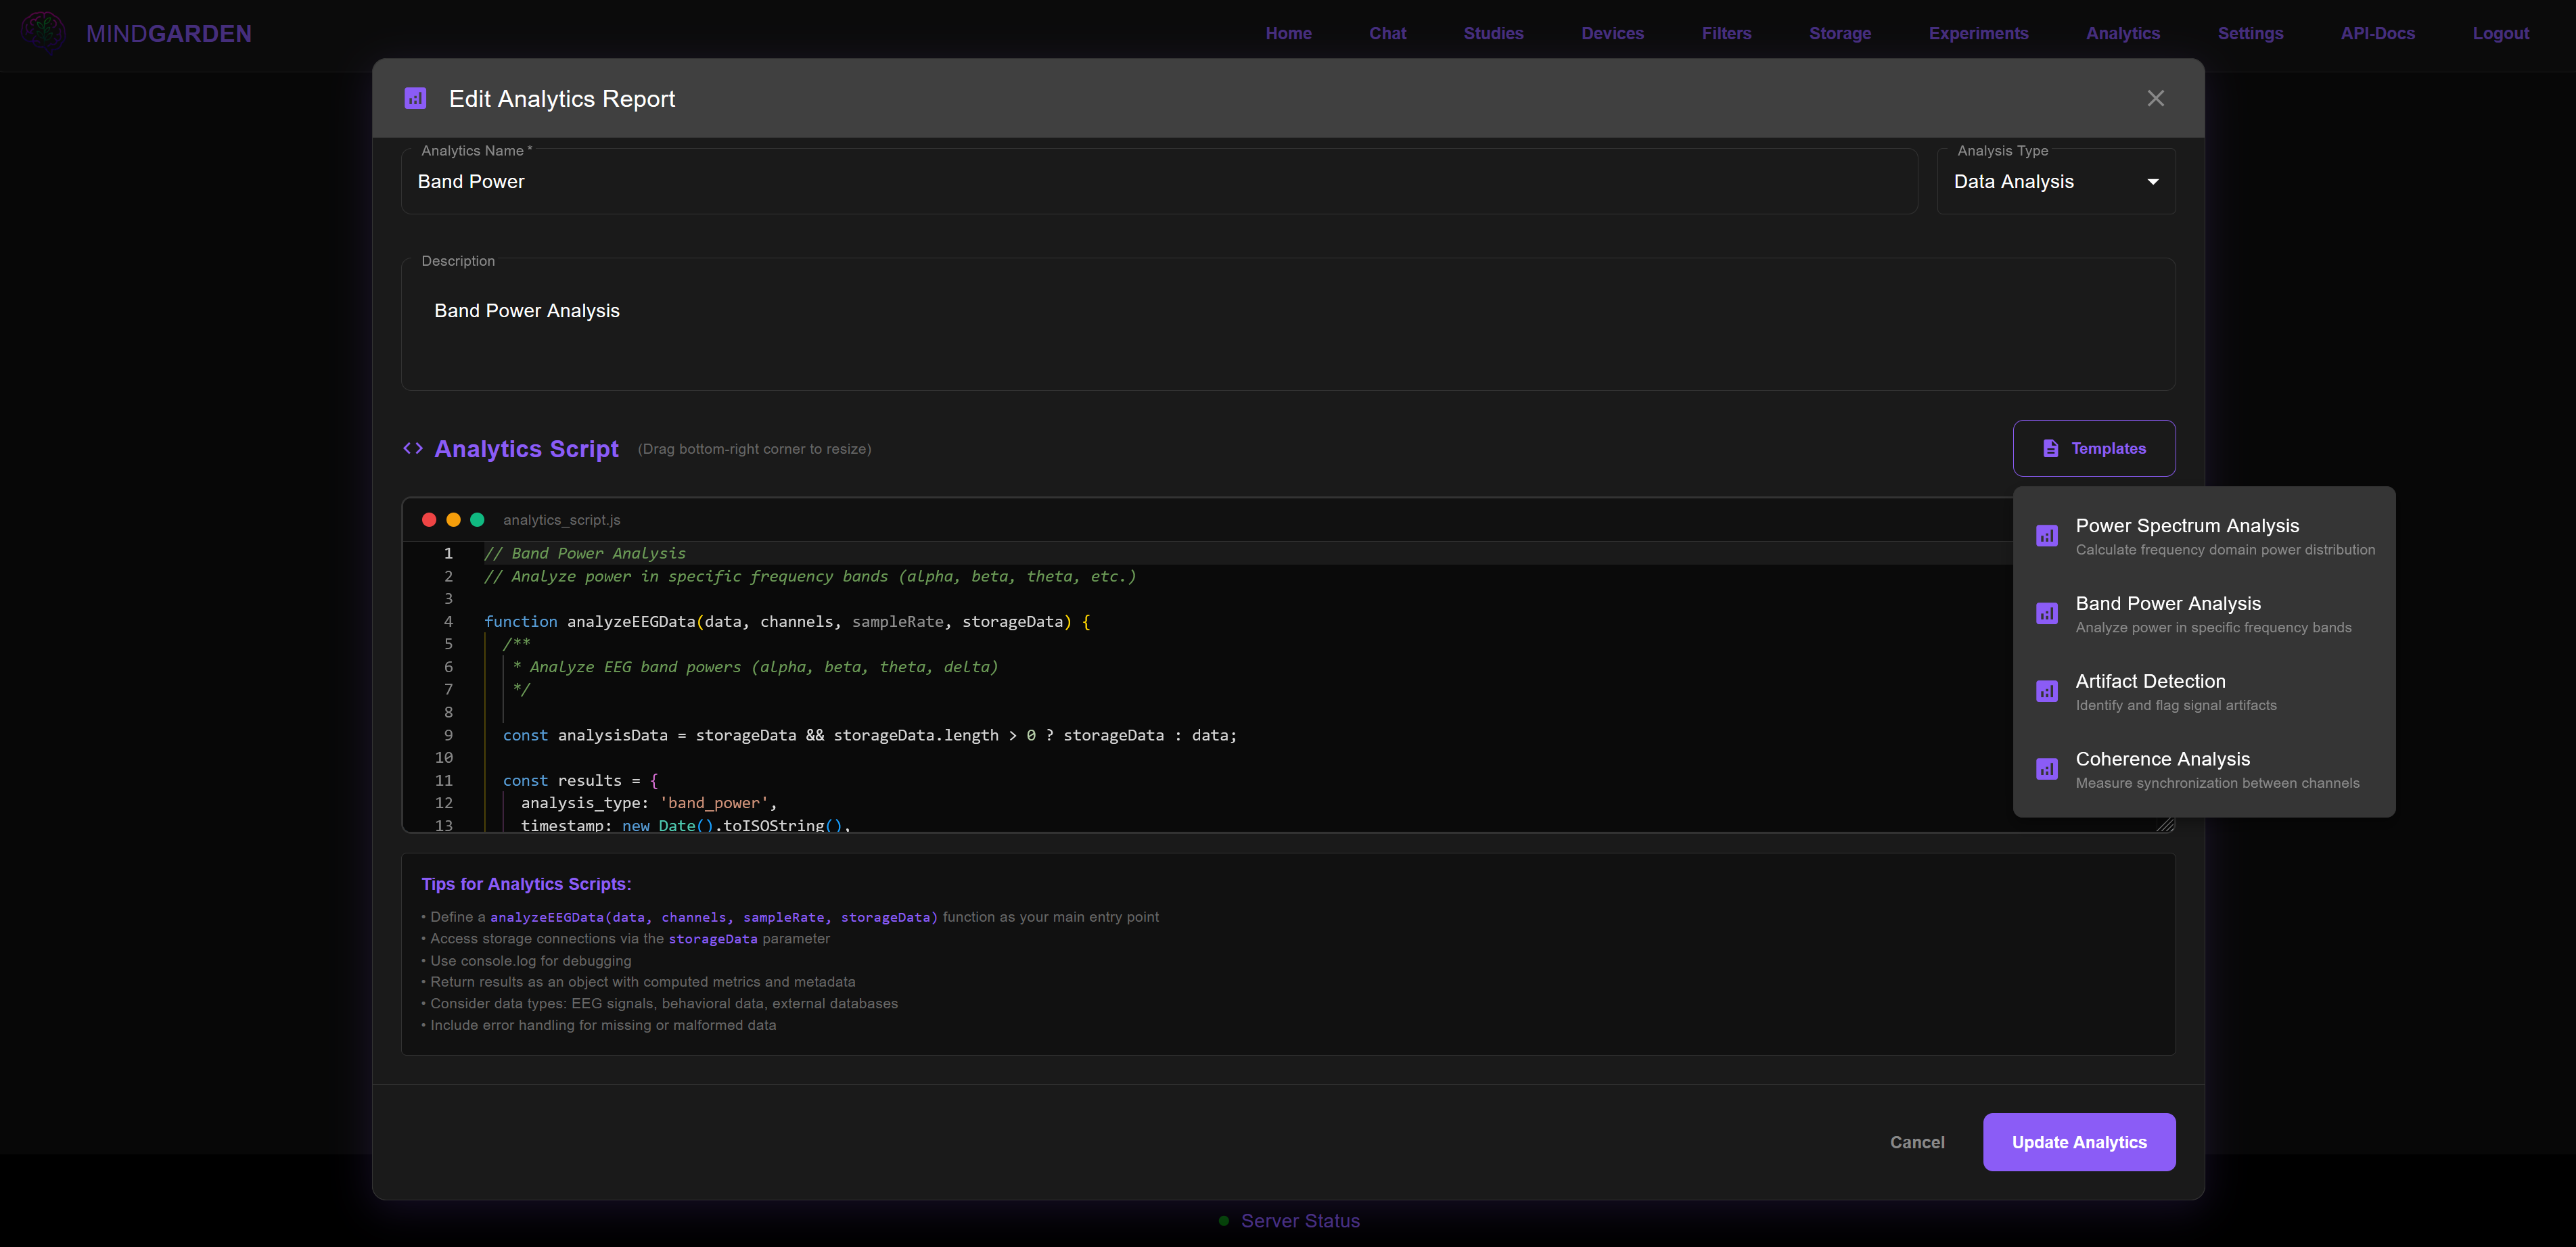 MINDGARDEN
Home Chat Studies Devices Filters Storage Experiments Analytics Settings API-Docs Logout
Edit Analytics Report
Analytics Name *
Band Power
Analysis Type
Data Analysis
Description
Band Power Analysis
Analytics Script (Drag bottom-right corner to resize)
Templates
analytics_script.js
1 // Band Power Analysis
2 // Analyze power in specific frequency bands (alpha, beta, theta, etc.)
3
4 function analyzeEEGData(data, channels, sampleRate, storageData) {
5 /**
6 * Analyze EEG band powers (alpha, beta, theta, delta)
7 */
8
9 const analysisData = storageData && storageData.length > 0 ? storageData : data;
10
11 const results = {
12 analysis_type: 'band_power',
13 timestamp: new Date().toISOString(),
Power Spectrum Analysis
Calculate frequency domain power distribution
Band Power Analysis
Analyze power in specific frequency bands
Artifact Detection
Identify and flag signal artifacts
Coherence Analysis
Measure synchronization between channels
Tips for Analytics Scripts:
• Define a analyzeEEGData(data, channels, sampleRate, storageData) function as your main entry point
• Access storage connections via the storageData parameter
• Use console.log for debugging
• Return results as an object with computed metrics and metadata
• Consider data types: EEG signals, behavioral data, external databases
• Include error handling for missing or malformed data
Cancel
Update Analytics
Server Status